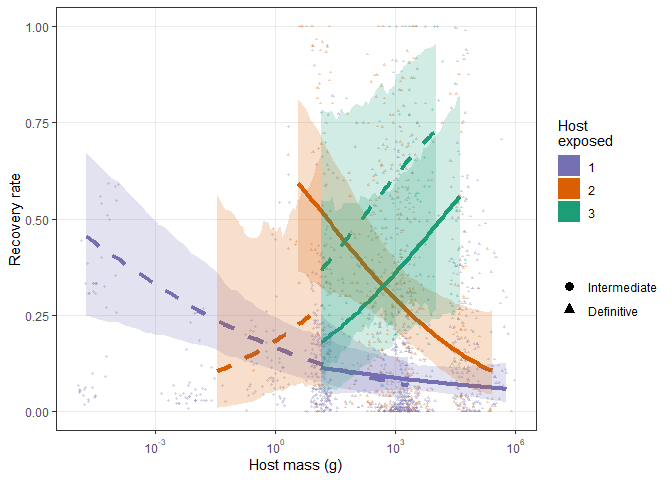 1.00
0.75
0.50
0.25
0.00
Recovery rate
10⁻³
10⁰
10³
10⁶
Host mass (g)
Host
exposed
1
2
3
Intermediate
Definitive